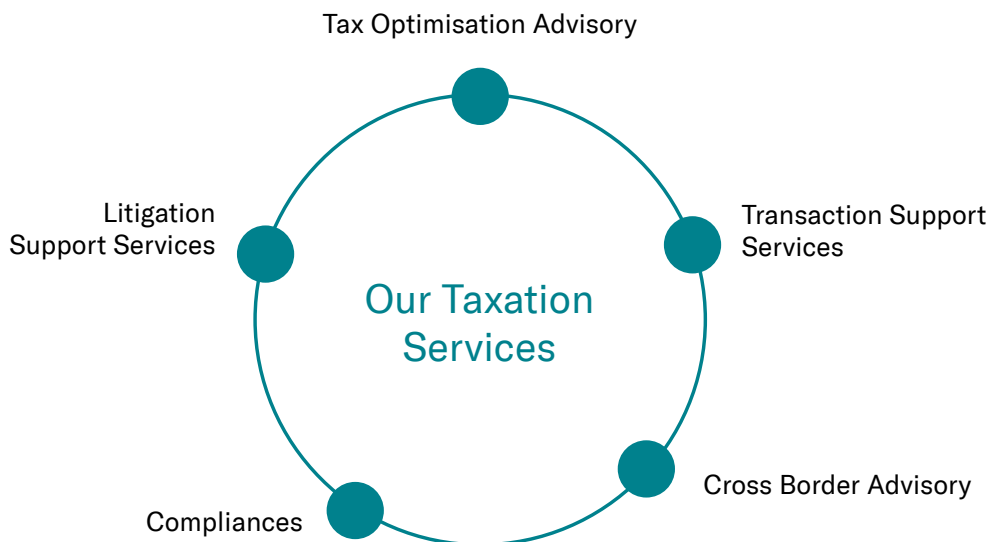 Tax Optimisation Advisory
Litigation
Support Services
Transaction Support
Services
Our Taxation
Services
Cross Border Advisory
Compliances